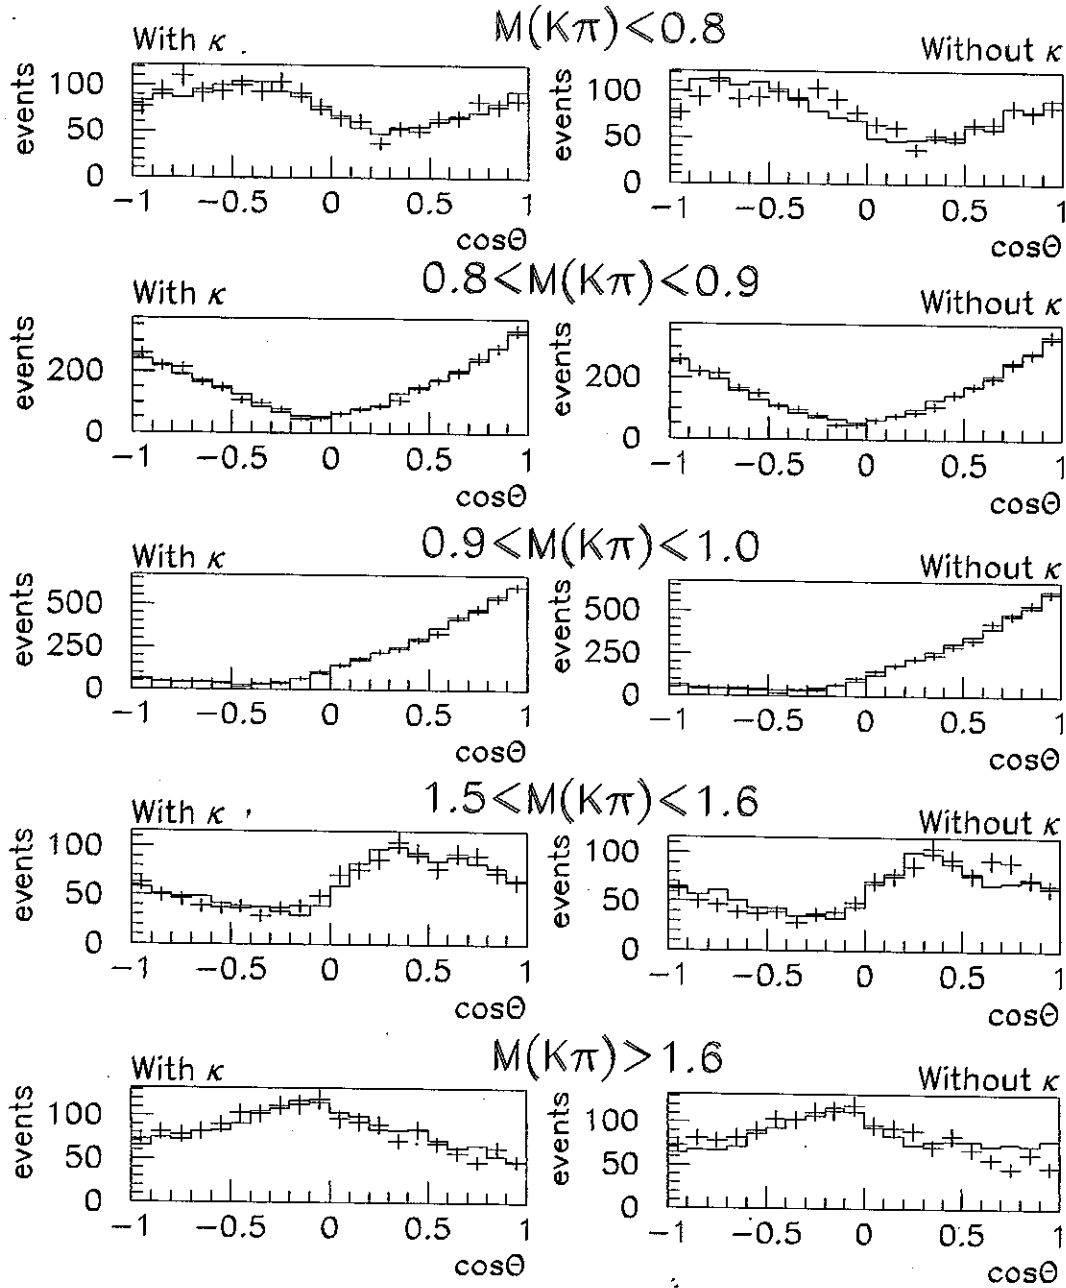 M(Kπ)<0.8
With κ
Without κ
events
100
50
0
-1
-0.5
0
0.5
1
cosΘ
events
100
50
0
-1
-0.5
0
0.5
1
cosΘ
0.8<M(Kπ)<0.9
With κ
Without κ
events
200
0
-1
-0.5
0
0.5
1
cosΘ
events
200
0
-1
-0.5
0
0.5
1
cosΘ
0.9<M(Kπ)<1.0
With κ
Without κ
events
500
250
0
-1
-0.5
0
0.5
1
cosΘ
events
500
250
0
-1
-0.5
0
0.5
1
cosΘ
1.5<M(Kπ)<1.6
With κ
Without κ
events
100
50
0
-1
-0.5
0
0.5
1
cosΘ
events
100
50
0
-1
-0.5
0
0.5
1
cosΘ
M(Kπ)>1.6
With κ
Without κ
events
100
50
0
-1
-0.5
0
0.5
1
cosΘ
events
100
50
0
-1
-0.5
0
0.5
1
cosΘ